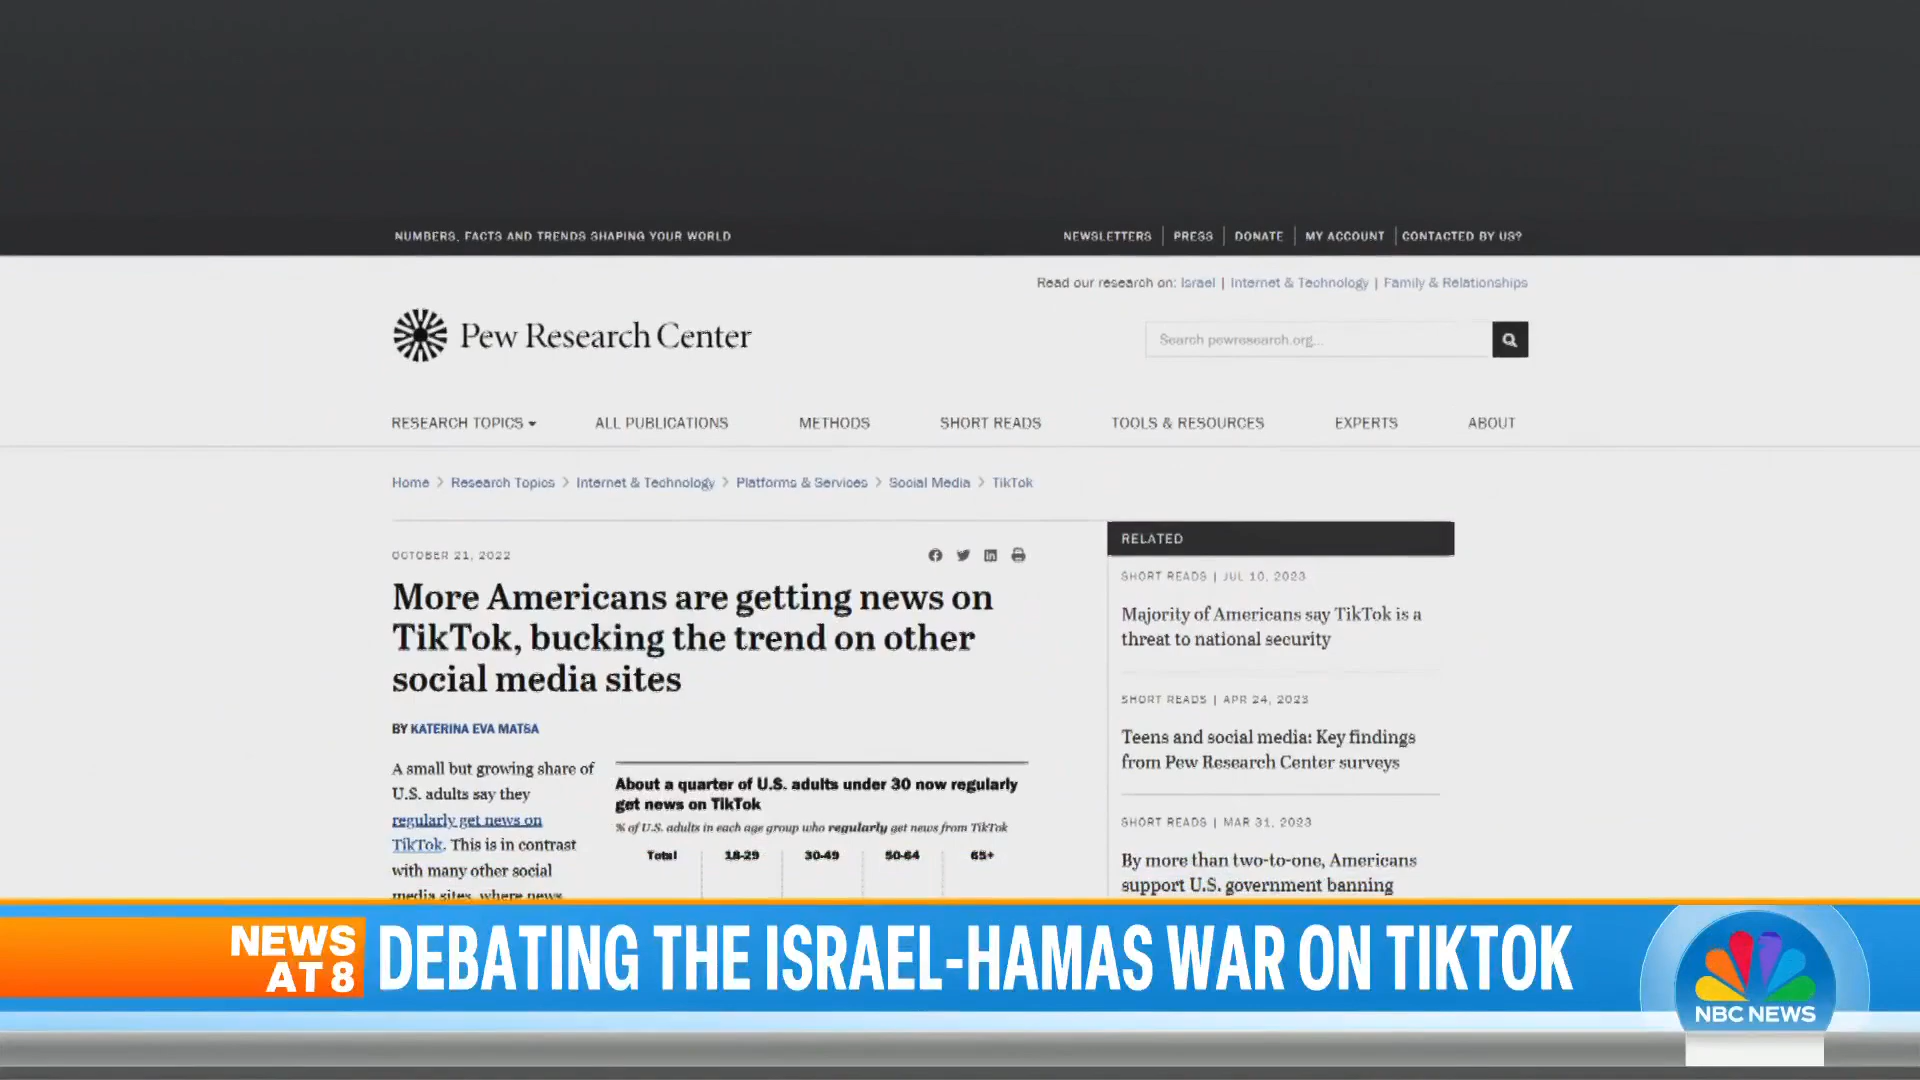 NUMBERS, FACTS AND TRENDS SHAPING YOUR WORLD
NEWSLETTERS PRESS DONATE MY ACCOUNT CONTACTED BY US?
Read our research on: Israel | Internet & Technology | Family & Relationships
Pew Research Center
Search pewresearch.org...
RESEARCH TOPICS ALL PUBLICATIONS METHODS SHORT READS TOOLS & RESOURCES EXPERTS ABOUT
Home > Research Topics > Internet & Technology > Platforms & Services > Social Media > TikTok
OCTOBER 21, 2022
More Americans are getting news on
TikTok, bucking the trend on other
social media sites
BY KATERINA EVA MATSA
A small but growing share of
U.S. adults say they
regularly get news on
TikTok. This is in contrast
with many other social
media sites, where news
About a quarter of U.S. adults under 30 now regularly
get news on TikTok
% of U.S. adults in each age group who regularly get news from TikTok
Total 18-29 30-49 50-64 65+
RELATED
SHORT READS | JUL 10, 2023
Majority of Americans say TikTok is a
threat to national security
SHORT READS | APR 24, 2023
Teens and social media: Key findings
from Pew Research Center surveys
SHORT READS | MAR 31, 2023
By more than two-to-one, Americans
support U.S. government banning
NEWS
AT 8
DEBATING THE ISRAEL-HAMAS WAR ON TIKTOK
NBC NEWS